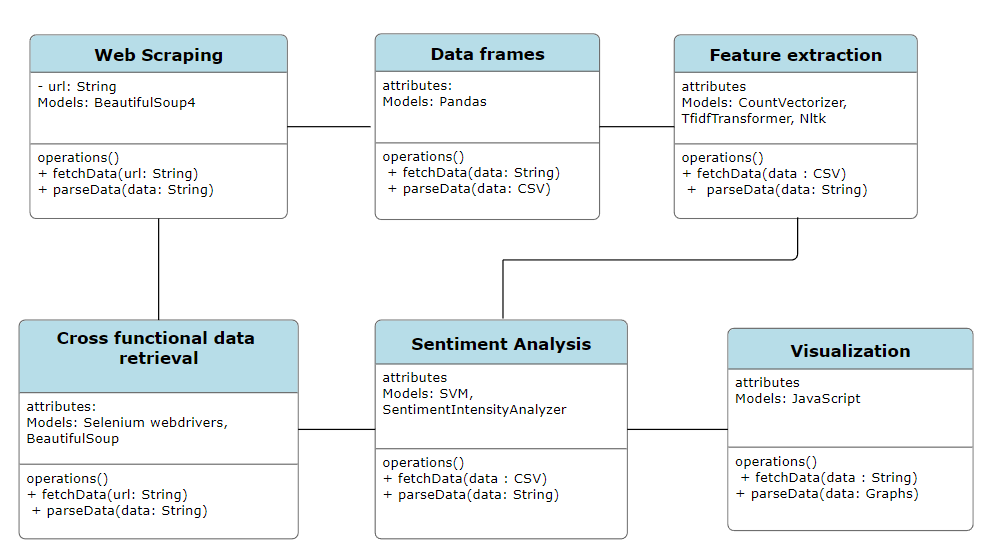 Web Scraping
- url: String
Models: BeautifulSoup4
operations()
+ fetchData(url: String)
+ parseData(data: String)
Data frames
attributes:
Models: Pandas
operations()
+ fetchData(data: String)
+ parseData(data: CSV)
Feature extraction
attributes
Models: CountVectorizer,
TfidfTransformer, Nltk
operations()
+ fetchData(data : CSV)
+ parseData(data: String)
Cross functional data
retrieval
attributes:
Models: Selenium webdrivers,
BeautifulSoup
operations()
+ fetchData(url: String)
+ parseData(data: String)
Sentiment Analysis
attributes
Models: SVM,
SentimentIntensityAnalyzer
operations()
+ fetchData(data : CSV)
+ parseData(data: String)
Visualization
attributes
Models: JavaScript
operations()
+ fetchData(data : String)
+ parseData(data: Graphs)